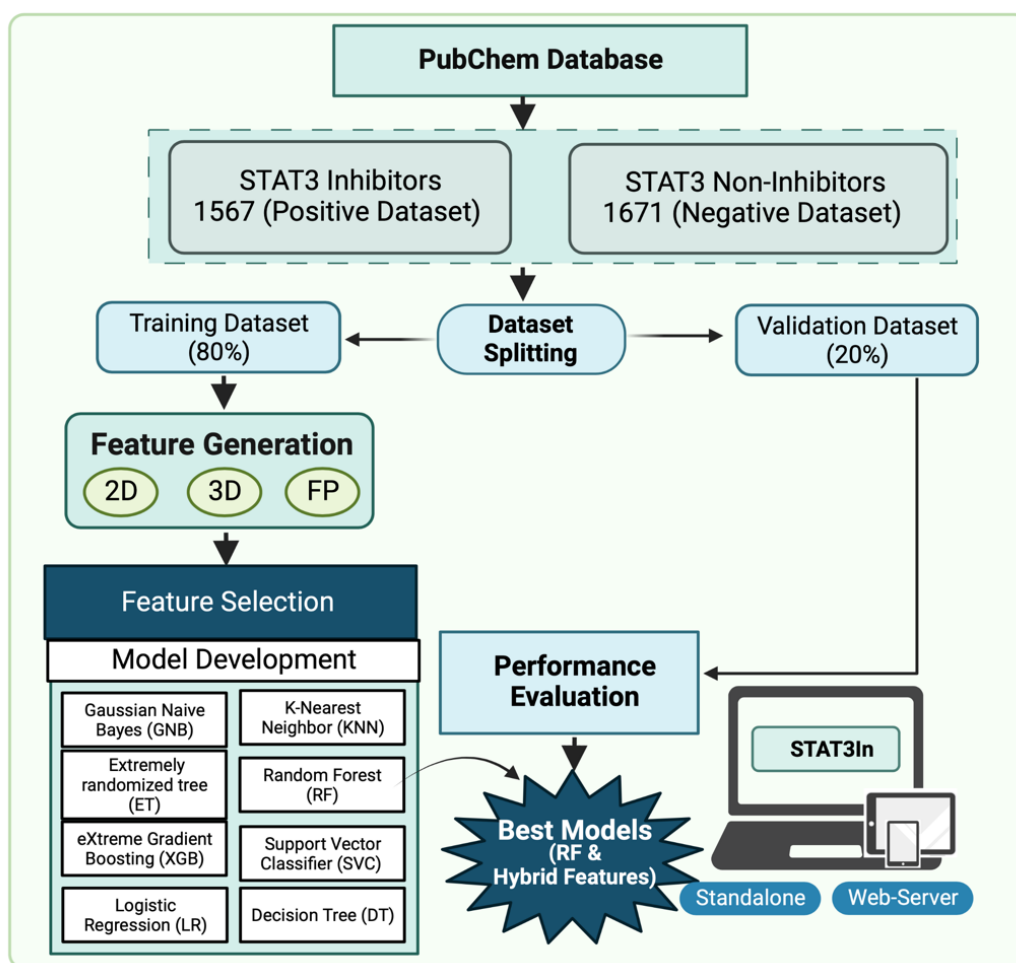 PubChem Database
STAT3 Inhibitors
1567 (Positive Dataset)
STAT3 Non-Inhibitors
1671 (Negative Dataset)
Training Dataset
(80%)
Dataset
Splitting
Validation Dataset
(20%)
Feature Generation
2D
3D
FP
Feature Selection
Model Development
Gaussian Naive
Bayes (GNB)
K-Nearest
Neighbor (KNN)
Extremely
randomized tree
(ET)
Random Forest
(RF)
eXtreme Gradient
Boosting (XGB)
Support Vector
Classifier (SVC)
Logistic
Regression (LR)
Decision Tree (DT)
Performance
Evaluation
Best Models
(RF &
Hybrid Features)
STAT3In
Standalone
Web-Server